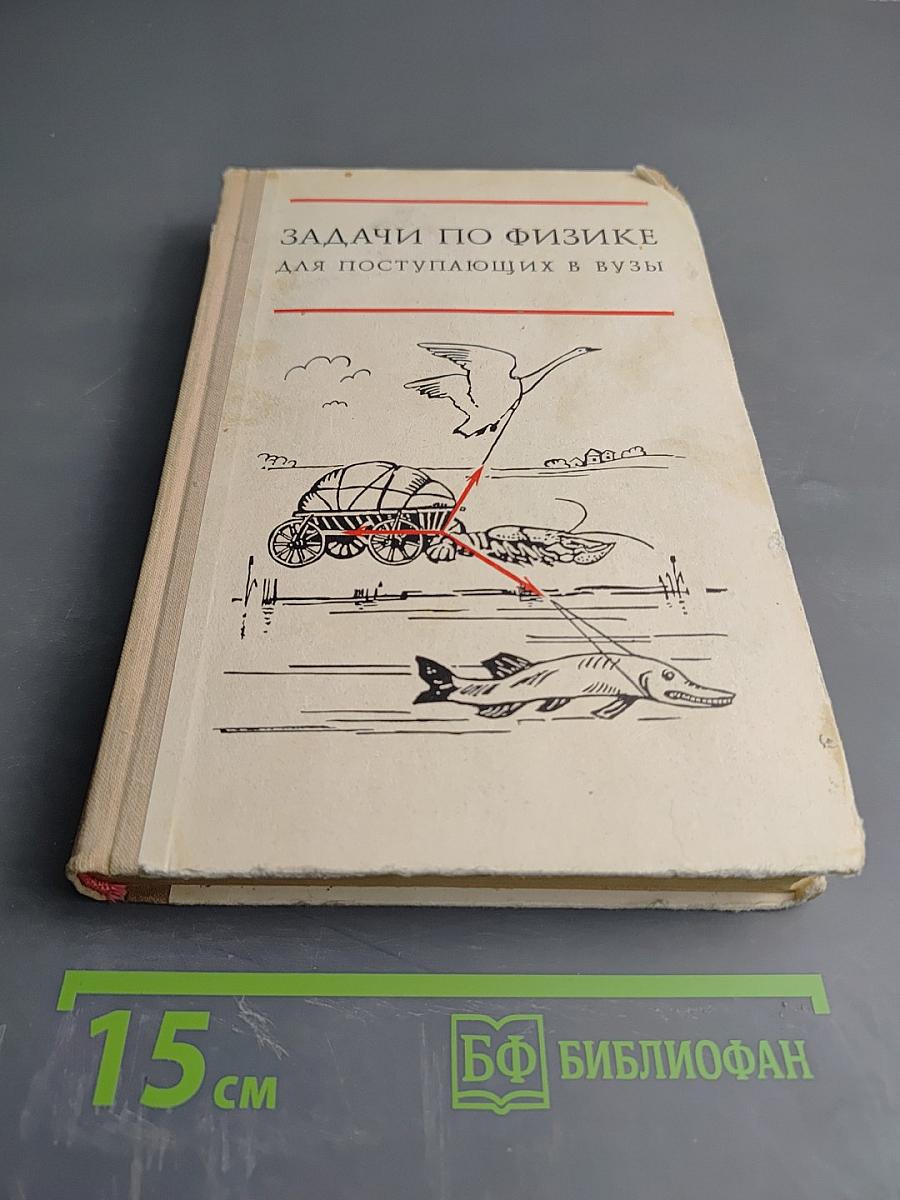 ЗАДАЧИ ПО ФИЗИКЕ
ДЛЯ ПОСТУПАЮЩИХ В ВУЗЫ
15 см
БФ БИБЛИОФАН